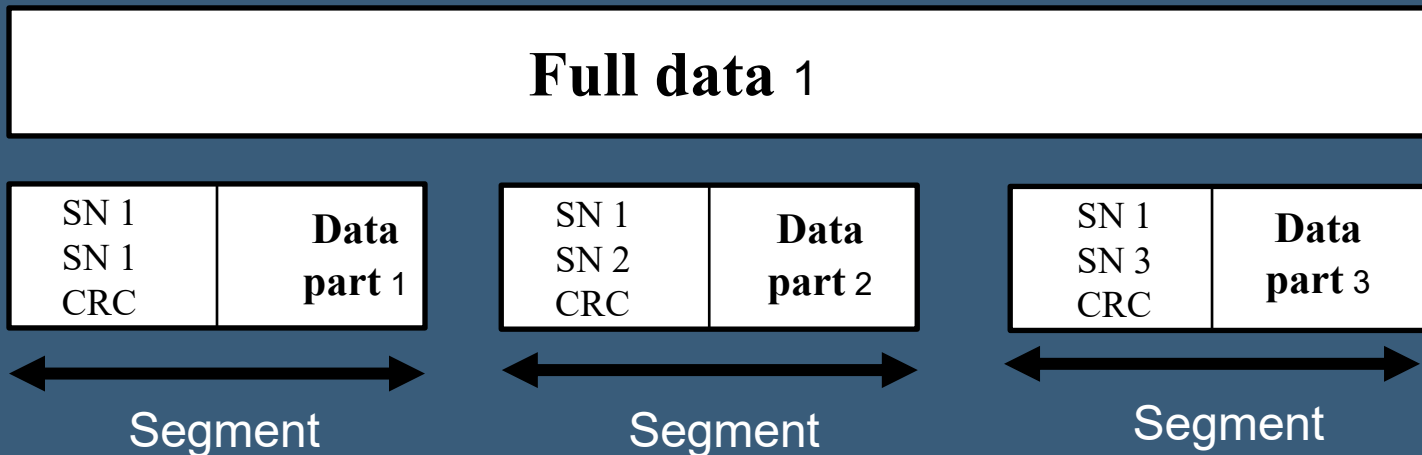 Full data 1
SN 1
SN 1
CRC
Data
part 1
SN 1
SN 2
CRC
Data
part 2
SN 1
SN 3
CRC
Data
part 3
Segment
Segment
Segment